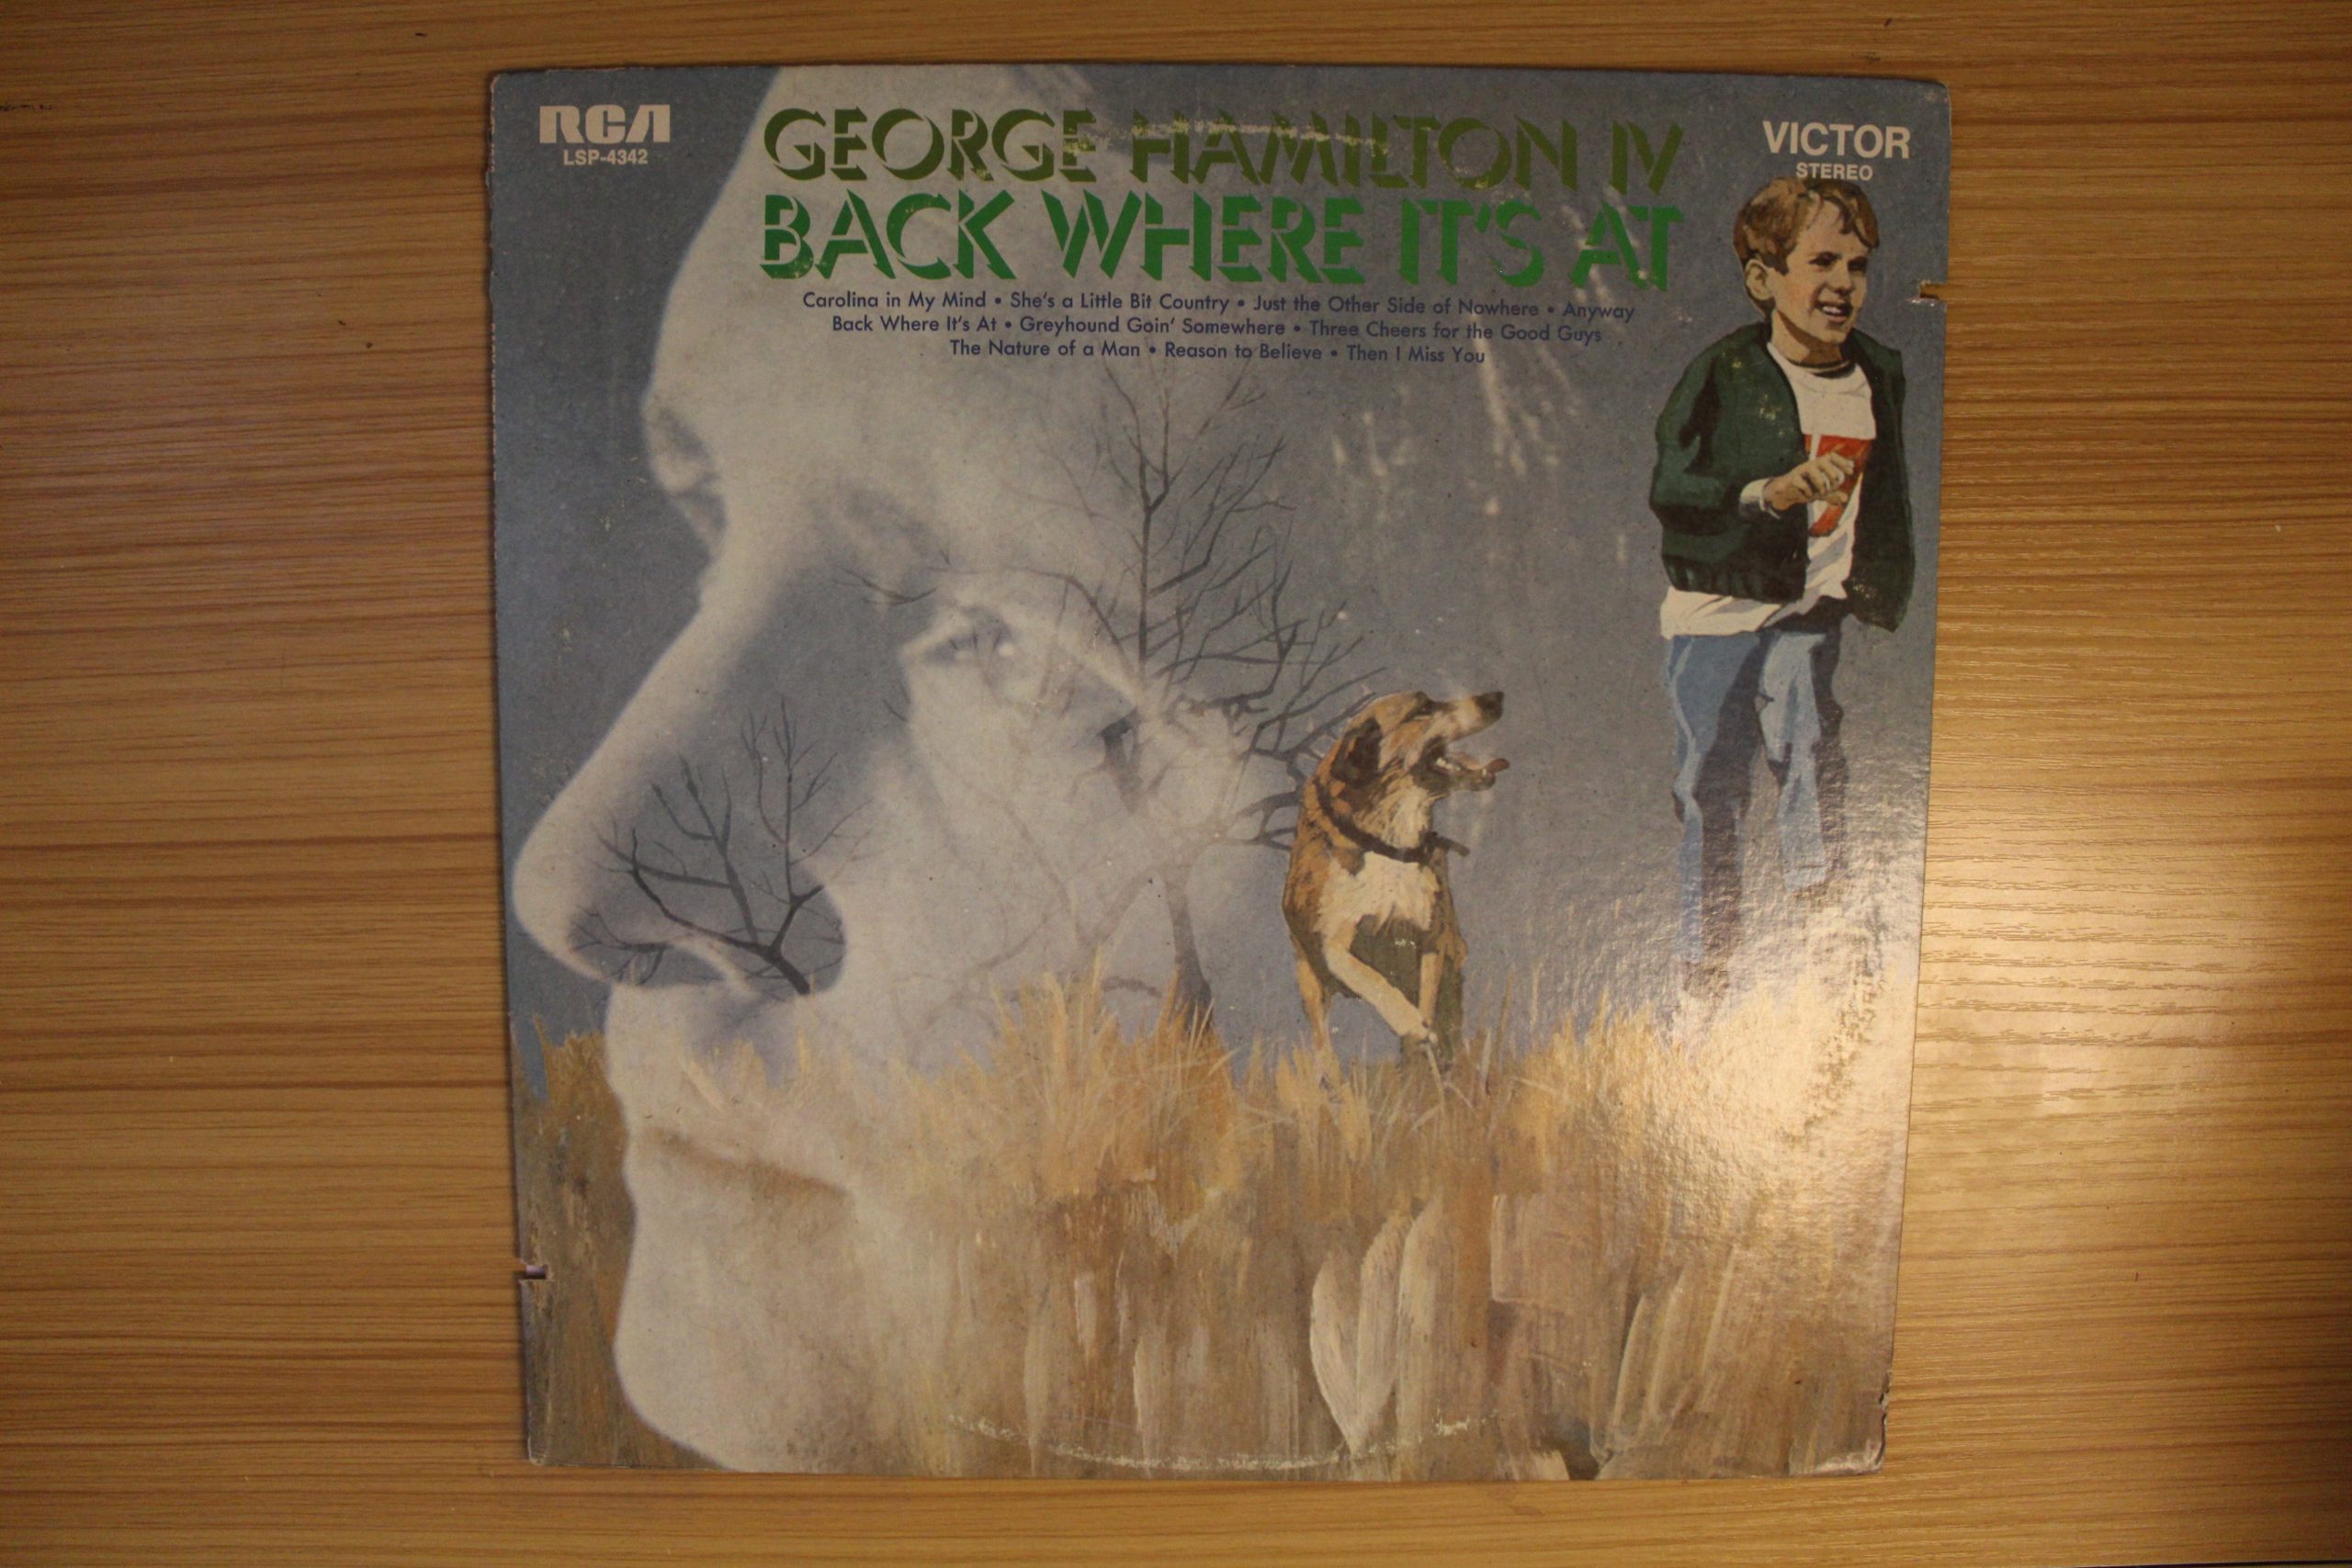 RCA
LSP-4342
GEORGE HAMILTON IV
BACK WHERE IT'S AT
VICTOR
STEREO
Carolina in My Mind • She's a Little Bit Country • Just the Other Side of Nowhere • Anyway
Back Where It's At • Greyhound Goin' Somewhere • Three Cheers for the Good Guys
The Nature of a Man • Reason to Believe • Then I Miss You